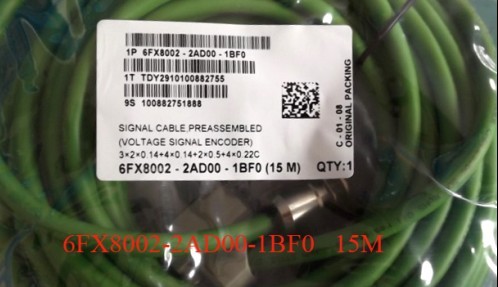 1P 6FX8002 - 2AD00 - 1BF0
1T TDY2910100882755
9S 100882751888
SIGNAL CABLE,PREASSEMBLED
(VOLTAGE SIGNAL ENCODER)
3×2×0.14+4×0.14+2×0.5+4×0.22C
6FX8002 - 2AD00 - 1BF0 (15 M) QTY:1
C - 01 - 08
ORIGINAL PACKING
6FX8002-2AD00-1BF0 15M